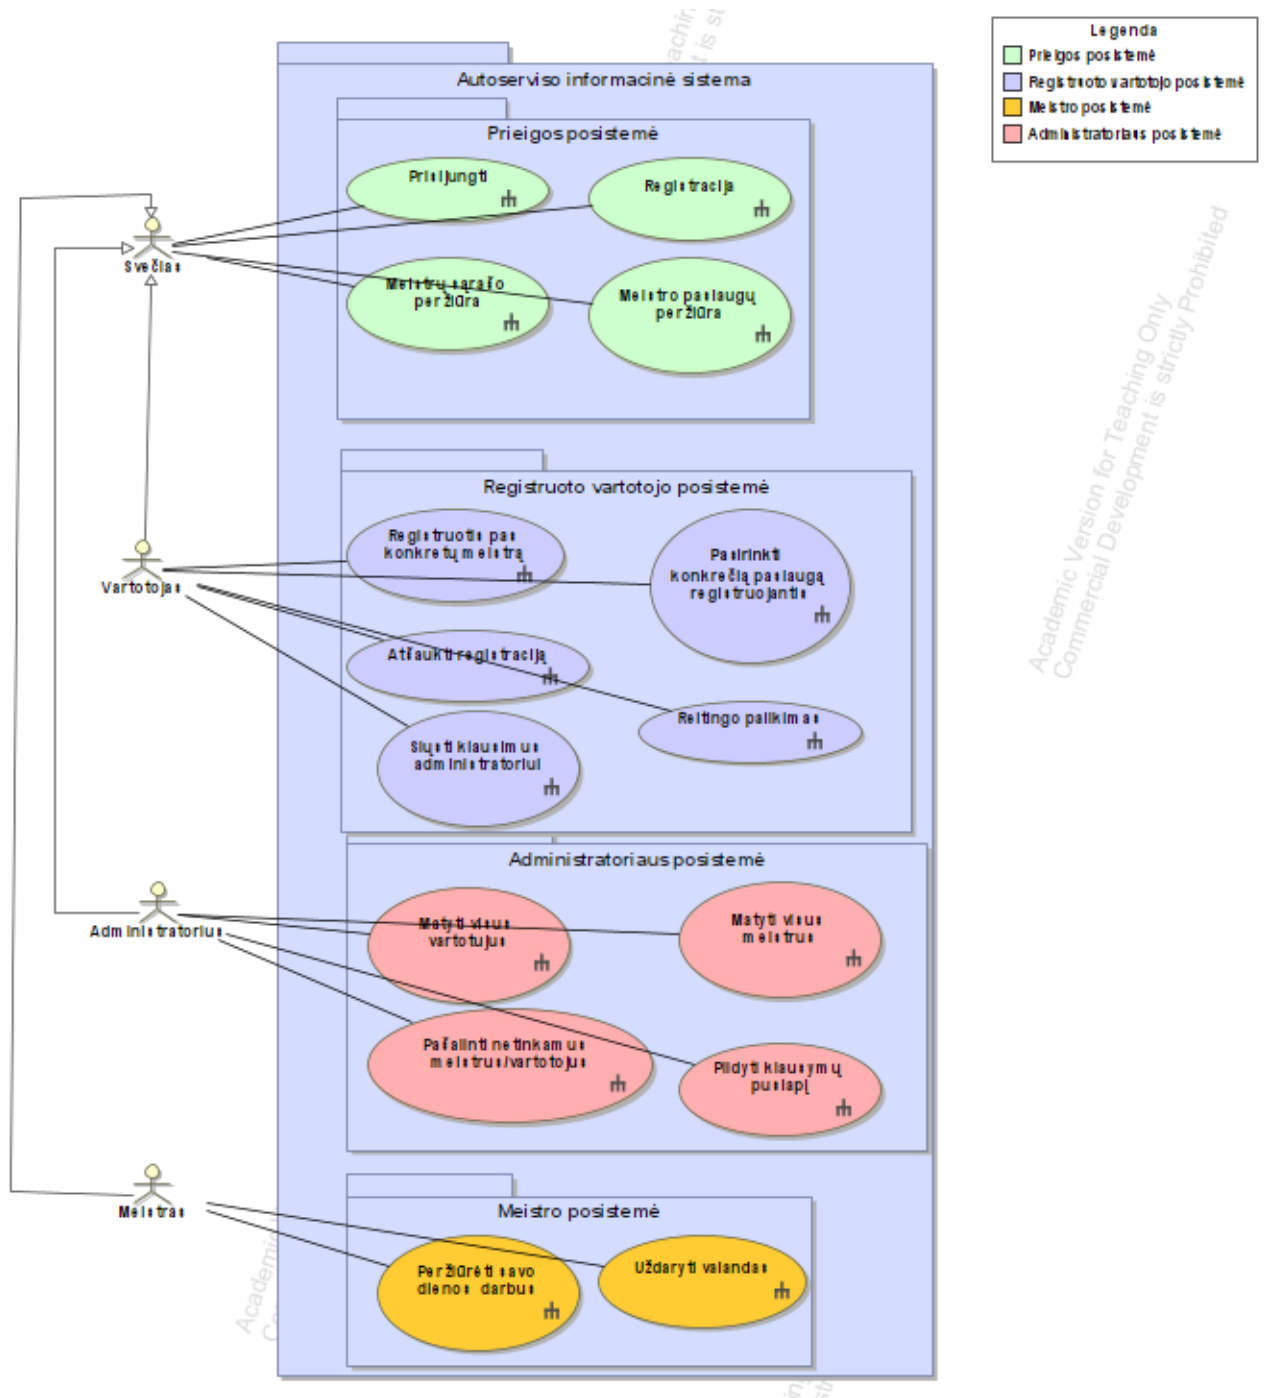 Legenda
Prieigos posistemė
Registruoto vartotojo posistemė
Meistro posistemė
Administratoriaus posistemė
Autoserviso informacinė sistema
Prieigos posistemė
Prisijungti
Registracija
Svečias
Meistrų sąrašo
peržiūra
Meistro paslaugų
peržiūra
Academic Version for Teaching Only
Commercial Development is strictly Prohibited
Registruoto vartotojo posistemė
Registruotis pas
konkretų meistrą
Pasirinkti
konkrečią paslaugą
registruojantis
Vartotojas
Atšaukti registraciją
Reitingo palikimas
Siųsti klausimus
administratoriui
Administratoriaus posistemė
Matyti visus
vartotujus
Matyti visus
meistrus
Administratorius
Pašalinti netinkamus
meistrus/vartotojus
Pildyti klausymų
puslapį
Meistras
Meistro posistemė
Peržiūrėti savo
dienos darbus
Uždaryti valandas